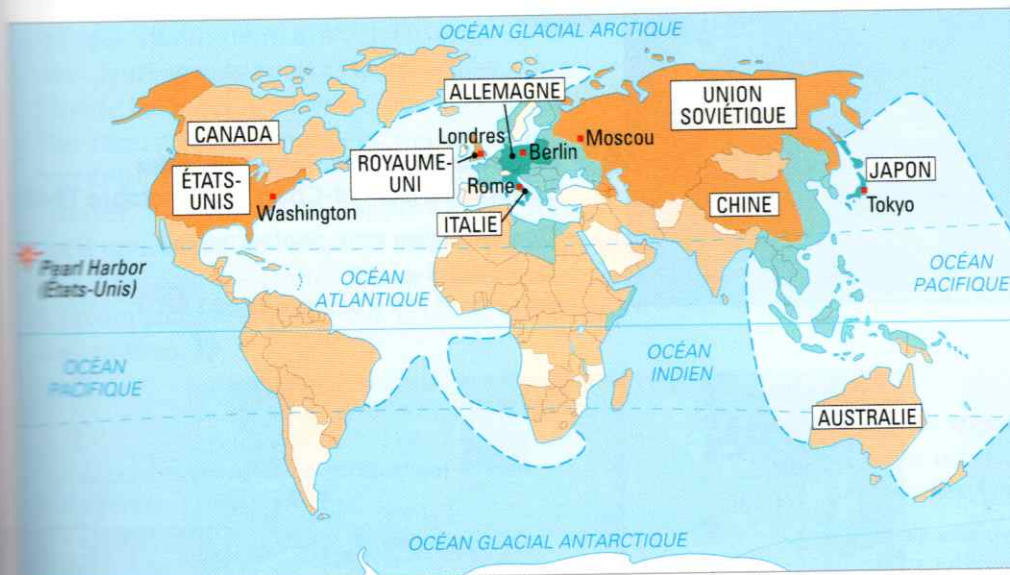 OCÉAN GLACIAL ARCTIQUE
ALLEMAGNE
UNION
SOVIÉTIQUE
CANADA
Londres
Moscou
Berlin
ROYAUME-
UNI
ÉTATS-
UNIS
JAPON
Rome
CHINE
Washington
Tokyo
ITALIE
Pearl Harbor
(États-Unis)
OCÉAN
ATLANTIQUE
OCÉAN
PACIFIQUE
OCÉAN
PACIFIQUE
OCÉAN
INDIEN
AUSTRALIE
OCÉAN GLACIAL ANTARCTIQUE